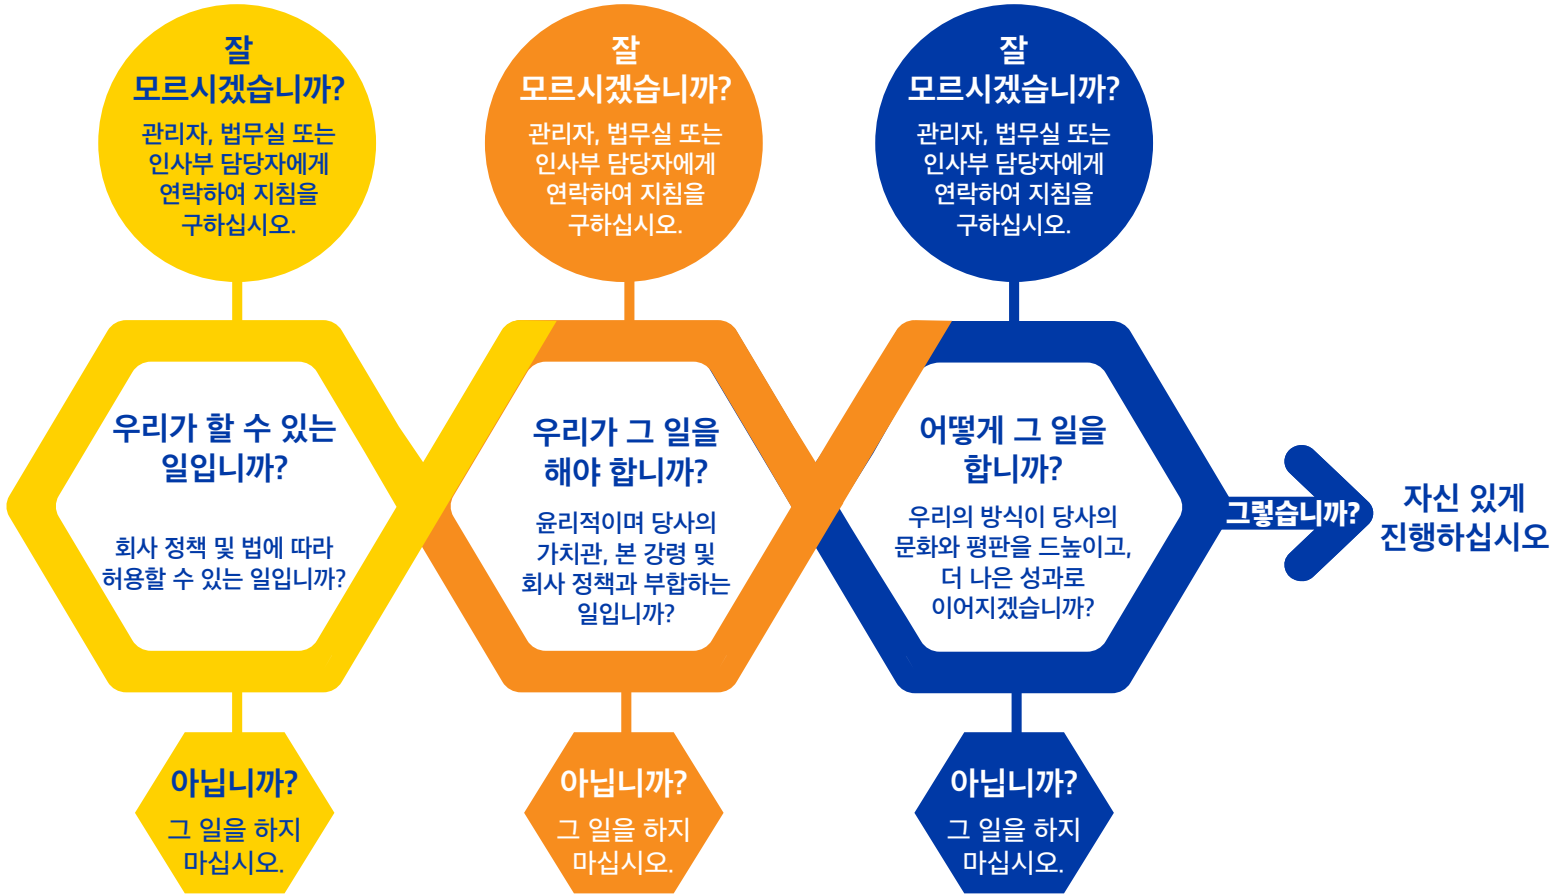 잘
모르시겠습니까?
관리자, 법무실 또는
인사부 담당자에게
연락하여 지침을
구하십시오.
잘
모르시겠습니까?
관리자, 법무실 또는
인사부 담당자에게
연락하여 지침을
구하십시오.
잘
모르시겠습니까?
관리자, 법무실 또는
인사부 담당자에게
연락하여 지침을
구하십시오.
우리가 할 수 있는
일입니까?
회사 정책 및 법에 따라
허용할 수 있는 일입니까?
우리가 그 일을
해야 합니까?
윤리적이며 당사의
가치관, 본 강령 및
회사 정책과 부합하는
일입니까?
어떻게 그 일을
합니까?
우리의 방식이 당사의
문화와 평판을 드높이고,
더 나은 성과로
이어지겠습니까?
그렇습니까?
자신 있게
진행하십시오
아닙니까?
그 일을 하지
마십시오.
아닙니까?
그 일을 하지
마십시오.
아닙니까?
그 일을 하지
마십시오.